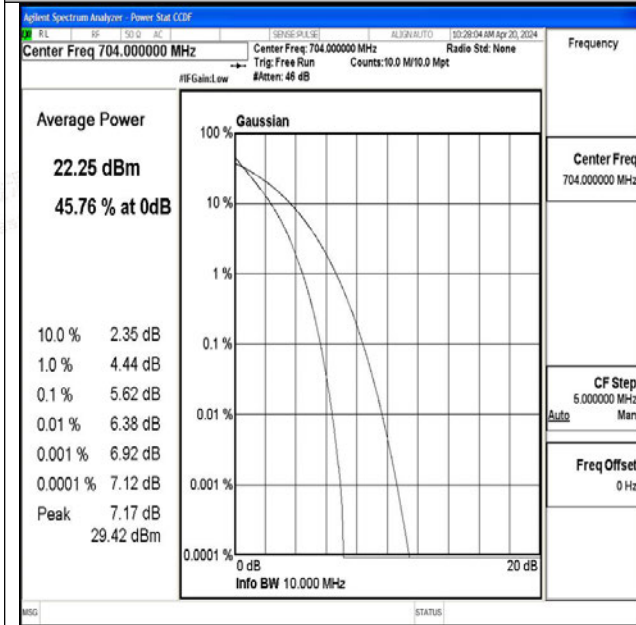 Agilent Spectrum Analyzer - Power Stat CCDF
RL RF 50 Ω AC SENSE:PULSE ALIGNAUTO 10:28:04 AM Apr 20, 2024
Center Freq 704.000000 MHz
Center Freq: 704.000000 MHz
Radio Std: None
Trig: Free Run
Counts:10.0 M/10.0 Mpt
#IFGain:Low
#Atten: 46 dB
Frequency
Average Power
22.25 dBm
45.76 % at 0dB
10.0 % 2.35 dB
1.0 % 4.44 dB
0.1 % 5.62 dB
0.01 % 6.38 dB
0.001 % 6.92 dB
0.0001 % 7.12 dB
Peak 7.17 dB
29.42 dBm
Gaussian
100 %
10 %
1 %
0.1 %
0.01 %
0.001 %
0.0001 %
0 dB 20 dB
Info BW 10.000 MHz
Center Freq
704.000000 MHz
CF Step
5.000000 MHz
Auto Man
Freq Offset
0 Hz
MSG STATUS